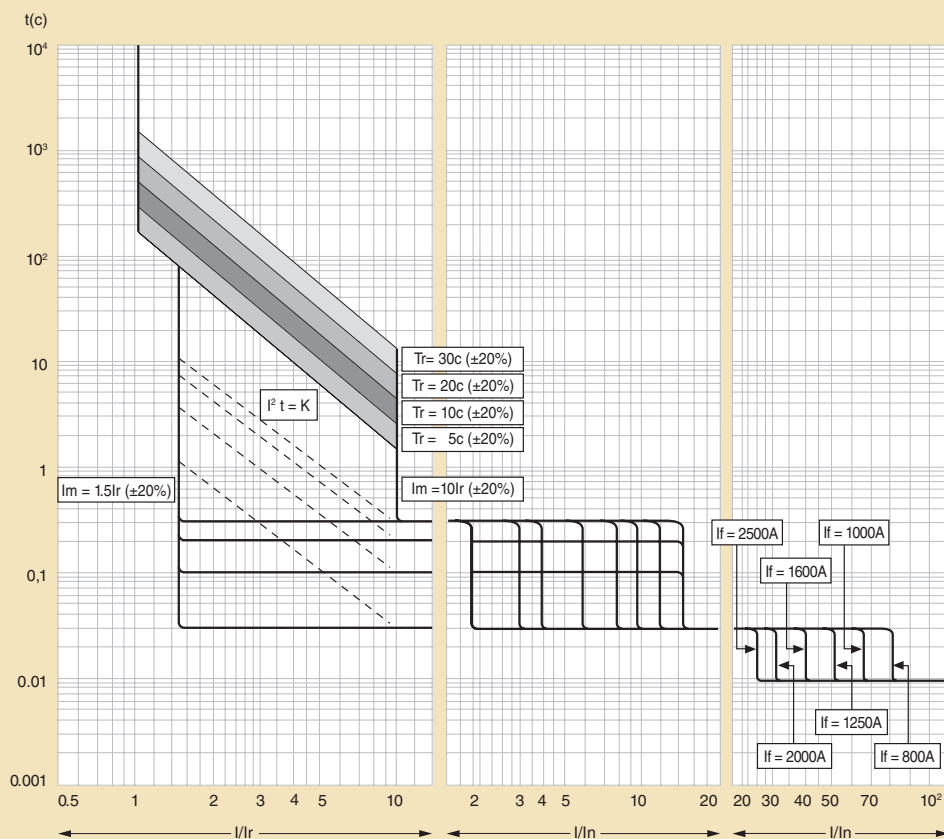 t(c)
10⁴
10³
10²
10
1
0,1
0.01
0.001
Tr= 30c (±20%)
Tr= 20c (±20%)
Tr= 10c (±20%)
Tr= 5c (±20%)
I² t = K
Im = 1.5Ir (±20%)
Im =10Ir (±20%)
If = 2500A
If = 1000A
If = 1600A
If = 1250A
If = 2000A
If = 800A
0.5 1 2 3 4 5 10
2 3 4 5 10 20
20 30 40 50 70 10²
I/Ir
I/In
I/In